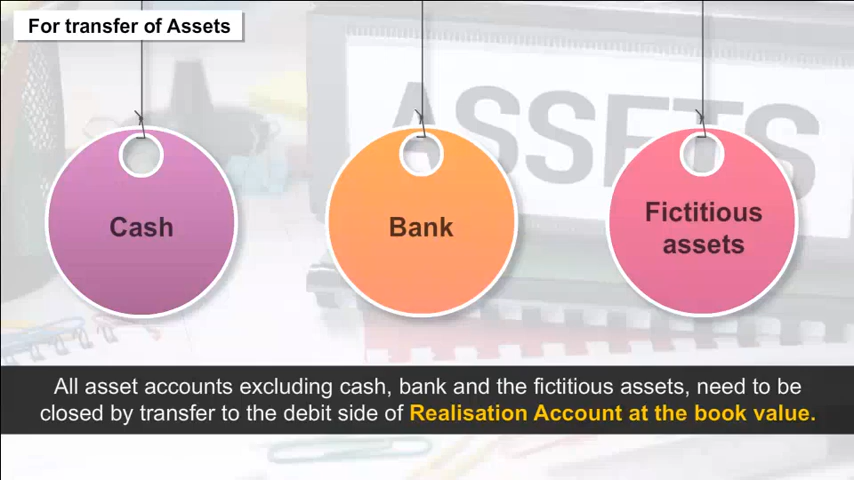 For transfer of Assets
ASSETS
Cash
Bank
Fictitious
assets
All asset accounts excluding cash, bank and the fictitious assets, need to be
closed by transfer to the debit side of Realisation Account at the book value.